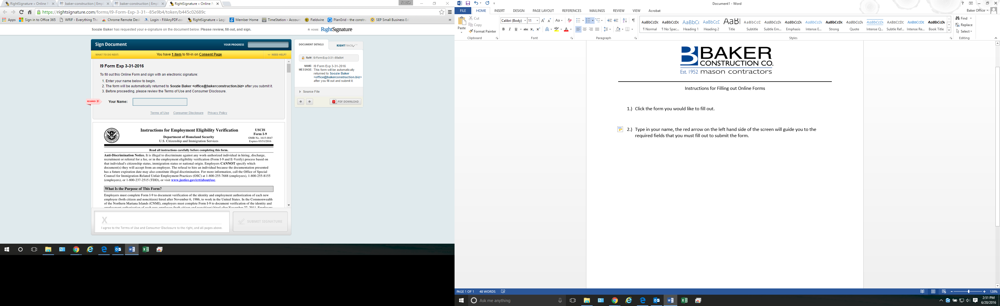 RightSignature » Online F
baker-construction | Empl
baker-construction | Empl
RightSignature » Online F
Soozie
https://rightsignature.com/forms/I9-Form-Exp-3-31--85e9b4/token/b445c02689c
Apps
Sign in to Office 365
WRIF - Everything Tha
Chrome Remote Desk
Login - FillAnyPDF.co
RightSignature » Logi
Member Home
TimeStation - Accoun
Fieldwire
PlanGrid - the constru
SEP Small Business Ed
»
Soozie Baker has requested your e-signature on the document below. Please review, fill-out, and sign.
HOME
RightSignature
Sign Document
YOUR PROGRESS
WHAT TO DO NEXT:
You have 1 item to fill-in on Consent Page
NEED HELP?
I9 Form Exp 3-31-2016
To fill out this Online Form and sign with an electronic signature:
1. Enter your name below to begin.
2. The form will be automatically returned to Soozie Baker <office@bakerconstruction.biz> after you submit it.
3. Before proceeding, please review the Terms of Use and Consumer Disclosure.
REQUIRED
Your Name:
Terms of Use Consumer Disclosure Privacy Policy
Instructions for Employment Eligibility Verification
Department of Homeland Security
U.S. Citizenship and Immigration Services
USCIS
Form I-9
OMB No. 1615-0047
Expires 03/31/2016
Read all instructions carefully before completing this form.
Anti-Discrimination Notice. It is illegal to discriminate against any work-authorized individual in hiring, discharge,
recruitment or referral for a fee, or in the employment eligibility verification (Form I-9 and E-Verify) process based on
that individual's citizenship status, immigration status or national origin. Employers CANNOT specify which
document(s) they will accept from an employee. The refusal to hire an individual because the documentation presented
has a future expiration date may also constitute illegal discrimination. For more information, call the Office of Special
Counsel for Immigration-Related Unfair Employment Practices (OSC) at 1-800-255-7688 (employees), 1-800-255-8155
(employers), or 1-800-237-2515 (TDD), or visit www.justice.gov/crt/about/osc.
What Is the Purpose of This Form?
Employers must complete Form I-9 to document verification of the identity and employment authorization of each new
employee (both citizen and noncitizen) hired after November 6, 1986, to work in the United States. In the Commonwealth
of the Northern Mariana Islands (CNMI), employers must complete Form I-9 to document verification of the identity and
employment authorization of each new employee (both citizen and noncitizen) hired after November 27, 2011. Employers
X
I agree to the Terms of Use and Consumer Disclosure to the right, and all pages above.
SUBMIT SIGNATURE
DOCUMENT DETAILS
RIGHTTRACK
Ref#: I9-Form-Exp-3-31--85e9b4
NAME: I9 Form Exp 3-31-2016
MESSAGE: This form will be automatically
returned to Soozie Baker
<office@bakerconstruction.biz>
after you fill out and submit it.
Source File
PDF DOWNLOAD
Document1 - Word
FILE HOME INSERT DESIGN PAGE LAYOUT REFERENCES MAILINGS REVIEW VIEW Acrobat
Baker Office
Paste
Cut
Copy
Format Painter
Clipboard
Calibri (Body) 11
Font
Paragraph
AaBbCcDc AaBbCcDc AaBbCc AaBbCcD AaBl AaBbCcD AaBbCcDc AaBbCcDc AaBbCcDc AaBbCcDc AaBbCcDc AaBbCcDc AABBCCDD AABBCCDD AaBbCcDc
¶ Normal ¶ No Spac... Heading 1 Heading 2 Title Subtitle Subtle Em... Emphasis Intense E... Strong Quote Intense Q... Subtle Ref... Intense Re... Book Title
Styles
Find
Replace
Select
Editing
BAKER
CONSTRUCTION CO.
Est. 1952 mason contractors
Instructions for Filling out Online Forms
1.) Click the form you would like to fill out.
2.) Type in your name, the red arrow on the left hand side of the screen will guide you to the
required fields that you must fill out to submit the form.
PAGE 1 OF 1 48 WORDS
120%
Ask me anything
2:51 PM
6/20/2016